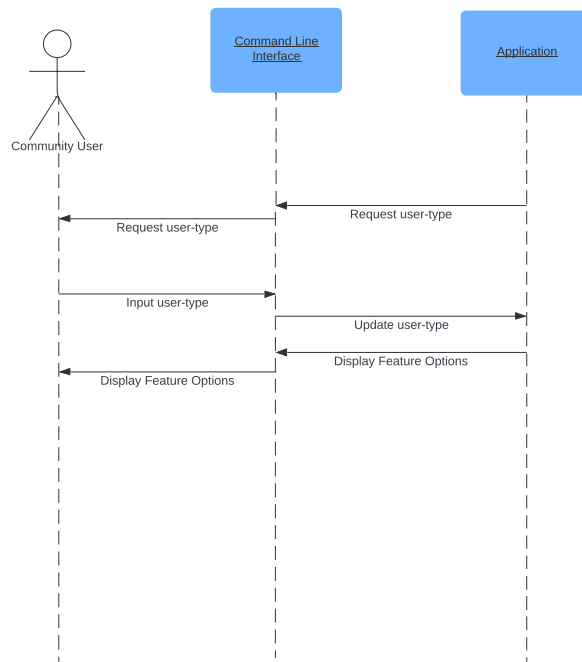 Command Line
Interface
Application
Community User
Request user-type
Request user-type
Input user-type
Update user-type
Display Feature Options
Display Feature Options